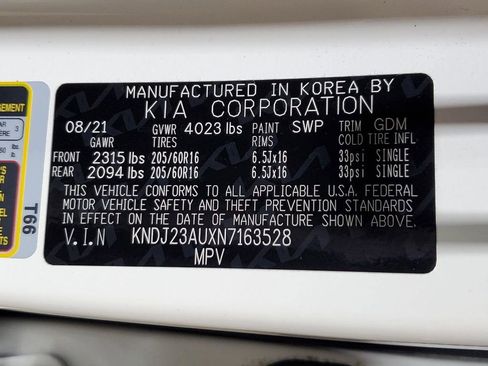 MANUFACTURED IN KOREA BY
KIA CORPORATION
08/21 GVWR 4023 lbs PAINT SWP TRIM GDM
GAWR TIRES RIMS COLD TIRE INFL
FRONT 2315 lbs 205/60R16 6.5Jx16 33psi SINGLE
REAR 2094 lbs 205/60R16 6.5Jx16 33psi SINGLE
THIS VEHICLE CONFORMS TO ALL APPLICABLE U.S.A. FEDERAL
MOTOR VEHICLE SAFETY AND THEFT PREVENTION STANDARDS
IN EFFECT ON THE DATE OF MANUFACTURE SHOWN ABOVE.
V.I.N KNDJ23AUXN7163528
MPV
T66